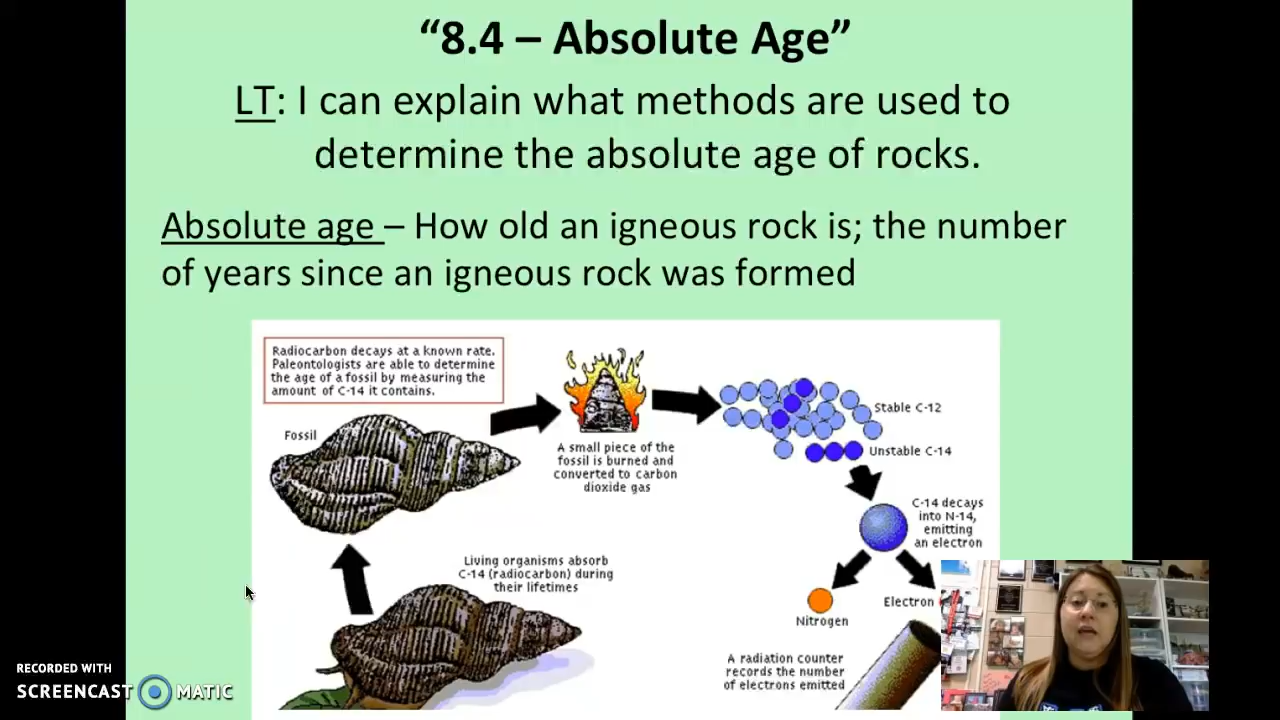 “8.4 – Absolute Age”
LT: I can explain what methods are used to
determine the absolute age of rocks.
Absolute age – How old an igneous rock is; the number
of years since an igneous rock was formed
Radiocarbon decays at a known rate.
Paleontologists are able to determine
the age of a fossil by measuring the
amount of C-14 it contains.
Fossil
A small piece of the
fossil is burned and
converted to carbon
dioxide gas
Stable C-12
Unstable C-14
C-14 decays
into N-14,
emitting
an electron
Living organisms absorb
C-14 (radiocarbon) during
their lifetimes
Nitrogen
Electron
A radiation counter
records the number
of electrons emitted
RECORDED WITH
SCREENCAST MATIC